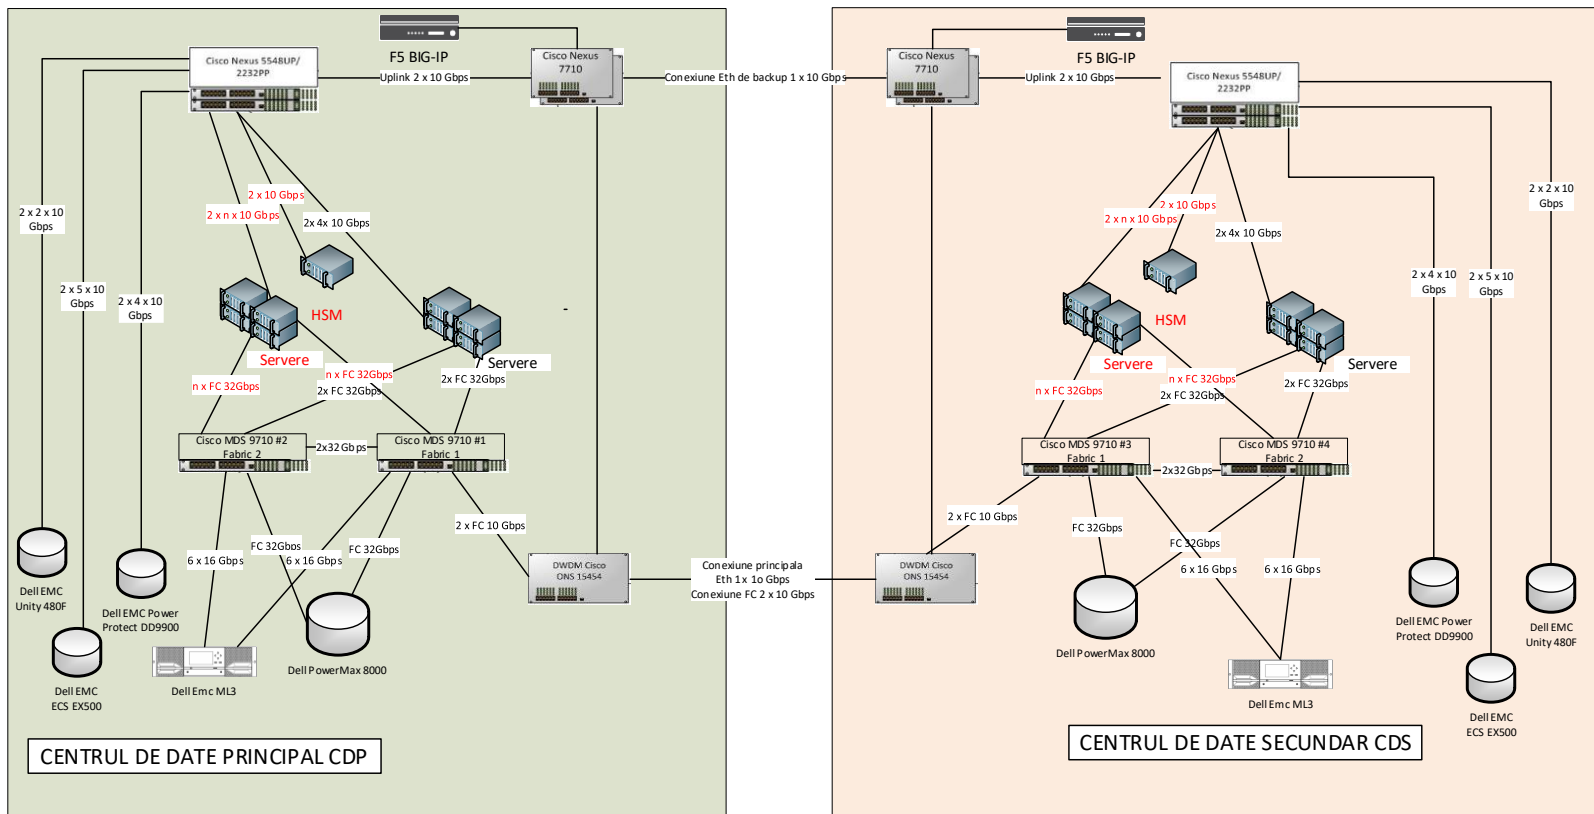 F5 BIG-IP
Cisco Nexus 5548UP/
2232PP
Uplink 2 x 10 Gbps
Cisco Nexus
7710
Conexiune Eth de backup 1 x 10 Gbps
Cisco Nexus
7710
Uplink 2 x 10 Gbps
F5 BIG-IP
Cisco Nexus 5548UP/
2232PP
2 x 2 x 10
Gbps
2 x 5 x 10
Gbps
2 x 4 x 10
Gbps
2 x 10 Gbps
2 x n x 10 Gbps
2x 4x 10 Gbps
HSM
Servere
Servere
-
n x FC 32Gbps
n x FC 32Gbps
2x FC 32Gbps
2x FC 32Gbps
Cisco MDS 9710 #2
Fabric 2
2x32Gbps
Cisco MDS 9710 #1
Fabric 1
2 x FC 10 Gbps
6 x 16 Gbps
FC 32Gbps
6 x 16 Gbps
FC 32Gbps
DWDM Cisco
ONS 15454
Dell EMC
Unity 480F
Dell EMC Power
Protect DD9900
Dell EMC
ECS EX500
Dell Emc ML3
Dell PowerMax 8000
CENTRUL DE DATE PRINCIPAL CDP
Conexiune principala
Eth 1 x 1o Gbps
Conexiune FC 2 x 10 Gbps
2 x 10 Gbps
2 x n x 10 Gbps
2x 4x 10 Gbps
2 x 2 x 10
Gbps
2 x 4 x 10
Gbps
2 x 5 x 10
Gbps
HSM
Servere
Servere
n x FC 32Gbps
n x FC 32Gbps
2x FC 32Gbps
2x FC 32Gbps
Cisco MDS 9710 #3
Fabric 1
2x32Gbps
Cisco MDS 9710 #4
Fabric 2
2 x FC 10 Gbps
FC 32Gbps
FC 32Gbps
6 x 16 Gbps
6 x 16 Gbps
DWDM Cisco
ONS 15454
Dell PowerMax 8000
Dell Emc ML3
Dell EMC Power
Protect DD9900
Dell EMC
Unity 480F
Dell EMC
ECS EX500
CENTRUL DE DATE SECUNDAR CDS